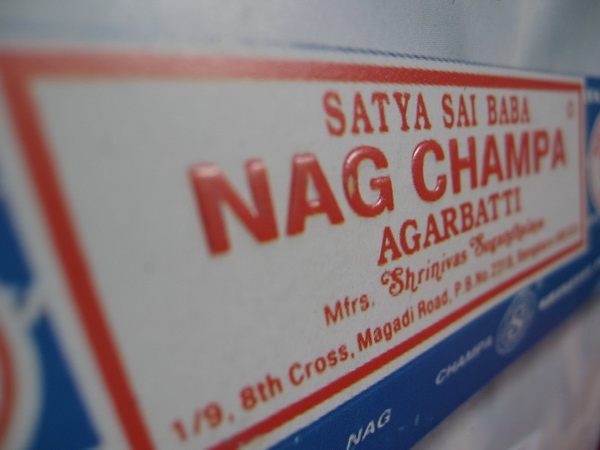 SATYA SAI BABA
NAG CHAMPA
AGARBATTI
Mfrs. Shrinivas Sugandhalaya
1/9, 8th Cross, Magadi Road, P.B.No.2219, Bangalore
NAG CHAMPA